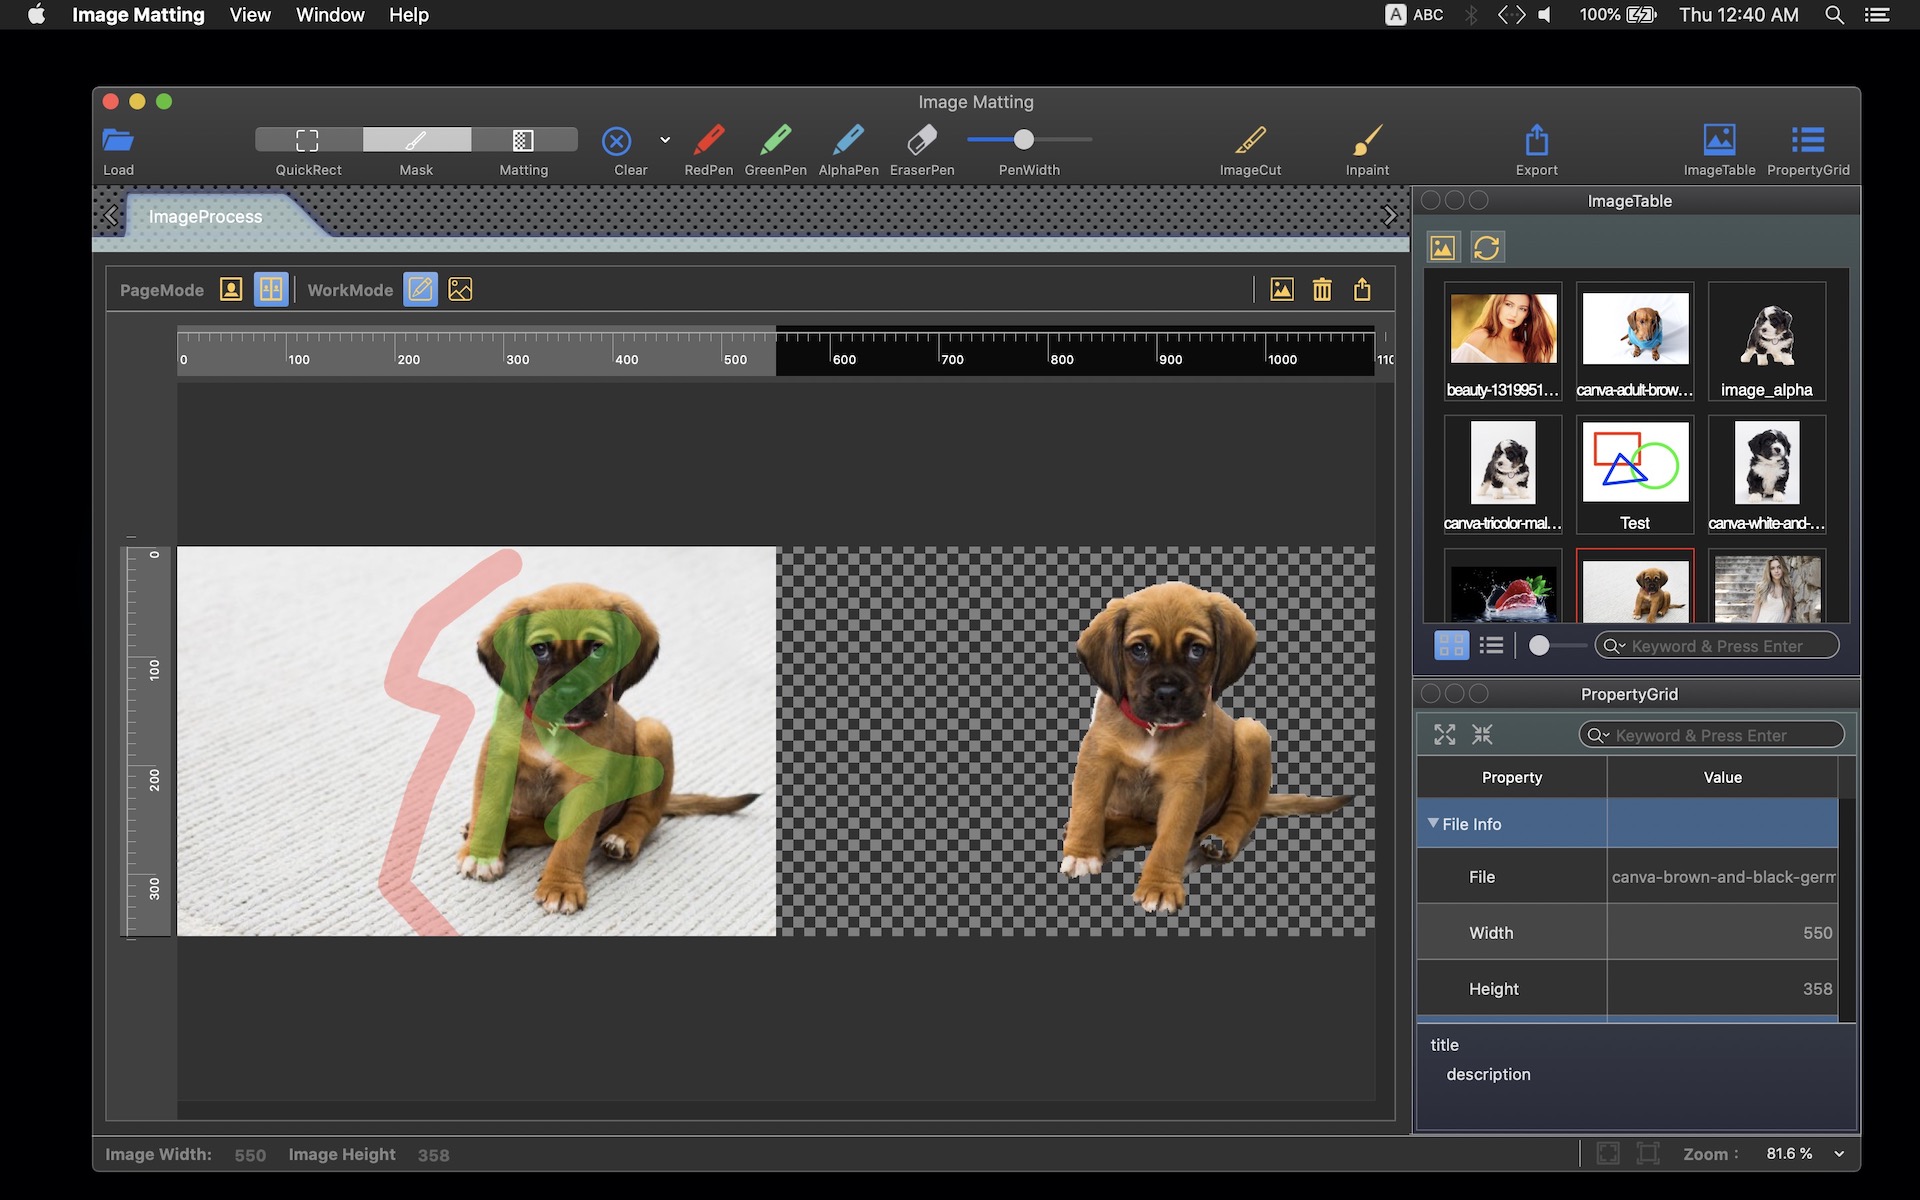 Image Matting View Window Help A ABC 100% Thu 12:40 AM
Image Matting
Load QuickRect Mask Matting Clear RedPen GreenPen AlphaPen EraserPen PenWidth ImageCut Inpaint Export ImageTable PropertyGrid
ImageProcess
PageMode WorkMode
0 100 200 300 400 500 600 700 800 900 1000 110
0
100
200
300
ImageTable
beauty-1319951... canva-adult-brow... image_alpha
canva-tricolor-mal... Test canva-white-and-...
Keyword & Press Enter
PropertyGrid
Keyword & Press Enter
Property Value
File Info
File canva-brown-and-black-germ
Width 550
Height 358
title
description
Image Width: 550 Image Height 358 Zoom : 81.6 %